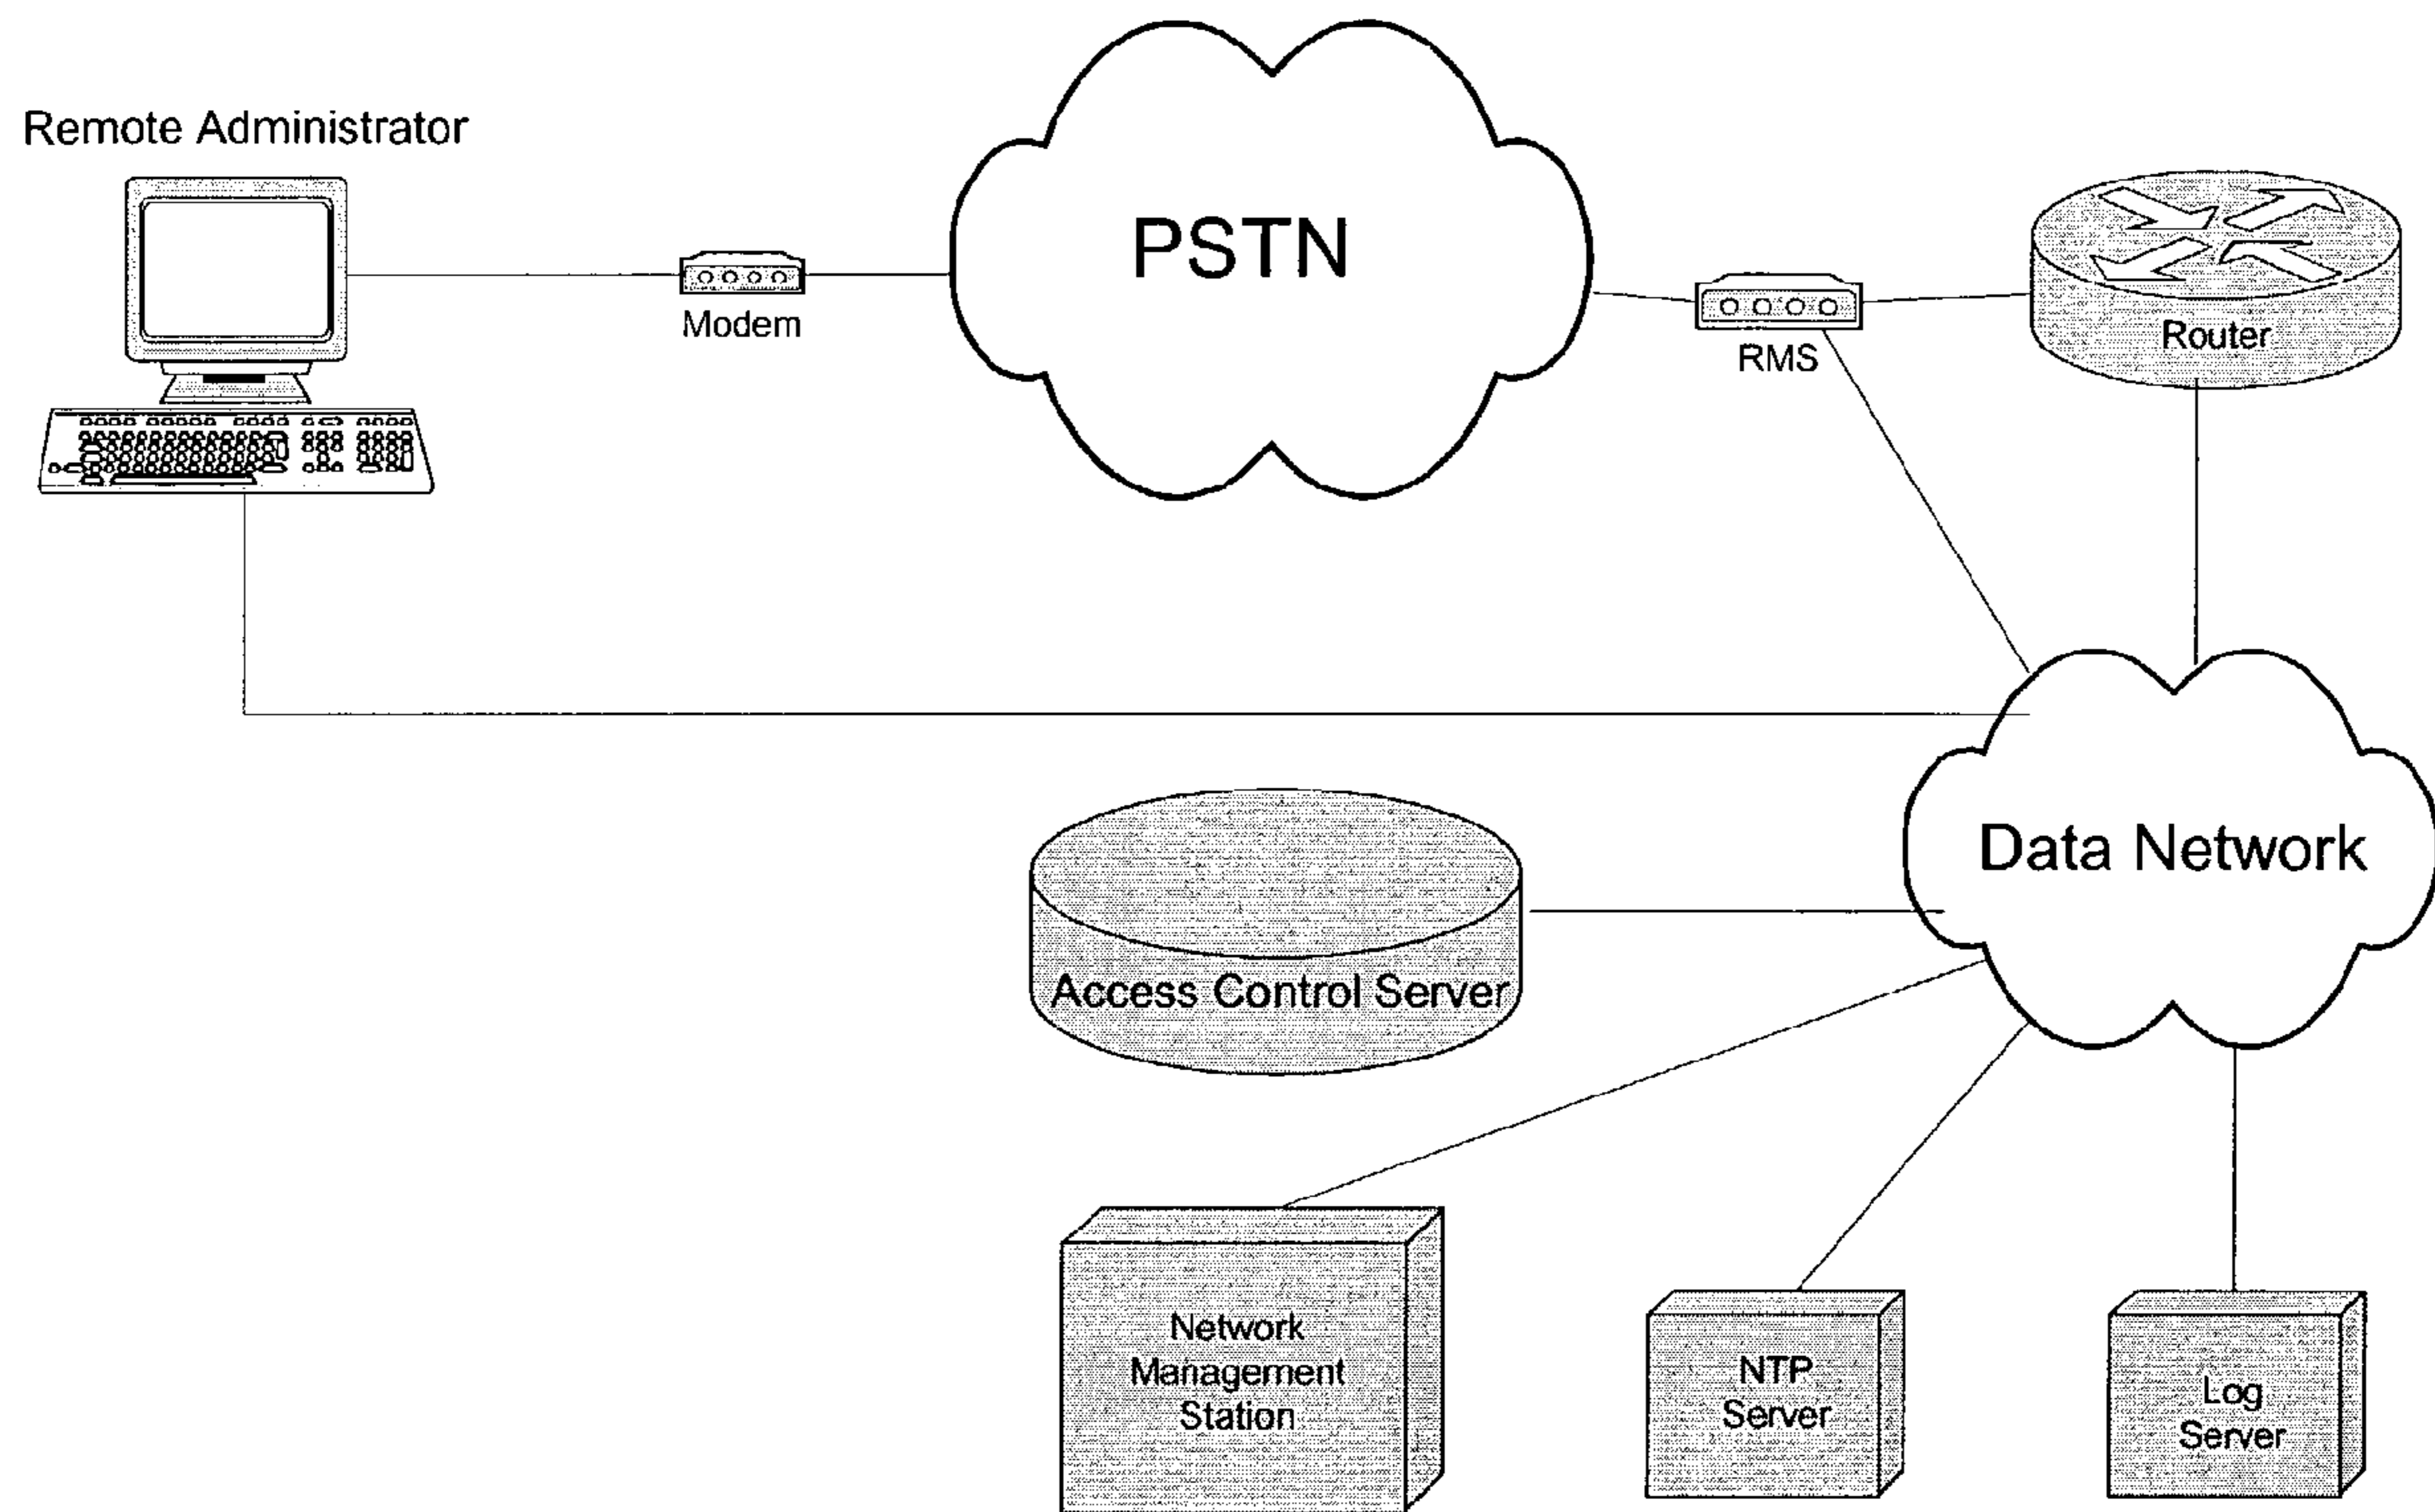 Remote Administrator
PSTN
Modem
RMS
Router
Data Network
Access Control Server
Network
Management
Station
NTP
Server
Log
Server